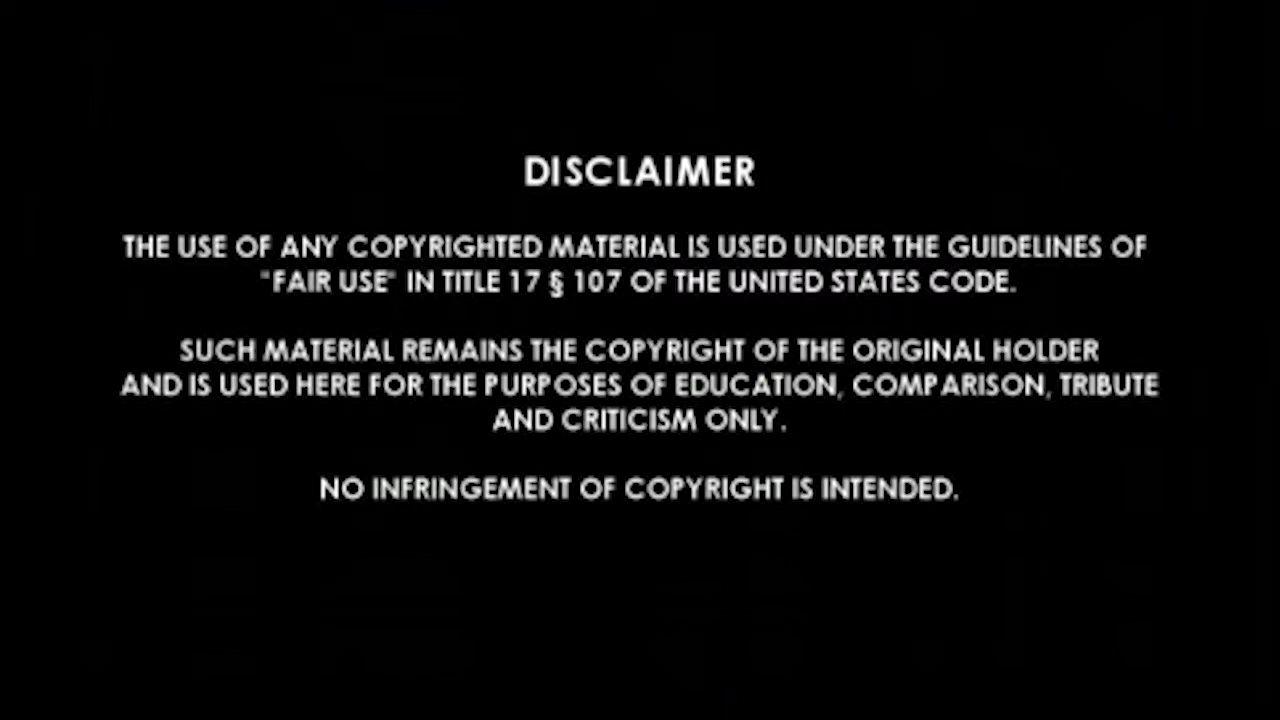 DISCLAIMER
THE USE OF ANY COPYRIGHTED MATERIAL IS USED UNDER THE GUIDELINES OF
"FAIR USE" IN TITLE 17 § 107 OF THE UNITED STATES CODE.
SUCH MATERIAL REMAINS THE COPYRIGHT OF THE ORIGINAL HOLDER
AND IS USED HERE FOR THE PURPOSES OF EDUCATION, COMPARISON, TRIBUTE
AND CRITICISM ONLY.
NO INFRINGEMENT OF COPYRIGHT IS INTENDED.